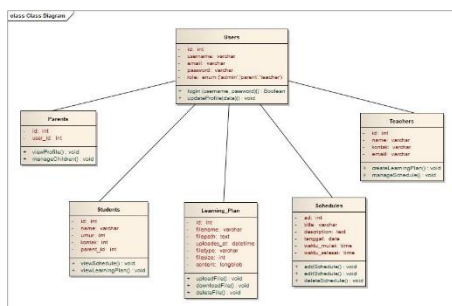 class Class Diagram
Users
- id: int
- username: varchar
- email: varchar
- password: varchar
- role: enum ('admin','parent','teacher')
+ login (username, password)() : Boolean
+ updateProfile(data)() : void
Parents
- id: int
- user_id: int
+ viewProfile() : void
+ manageChildren() : void
Teachers
- id: int
- name: varchar
- kontak: varchar
- email: varchar
+ createLearningPlan() : void
+ manageSchedule() : void
Students
- id: int
- name: varchar
- umur: int
- kontak: int
- parent_id: int
+ viewSchedule() : void
+ viewLearningPlan() : void
Learning_Plan
- id: int
- filename: varchar
- filepath: text
- uploades_at: datetime
- filetype: varchar
- filesize: int
- content: longblob
+ uploadFile() : void
+ downloadFile() : void
+ deleteFile() : void
Schedules
- int
- title: varchar
- description: text
- tanggal: date
- waktu_mulai: time
- waktu_selesai: time
+ addSchedule() : void
+ editSchedule() : void
+ deleteSchedule() : void